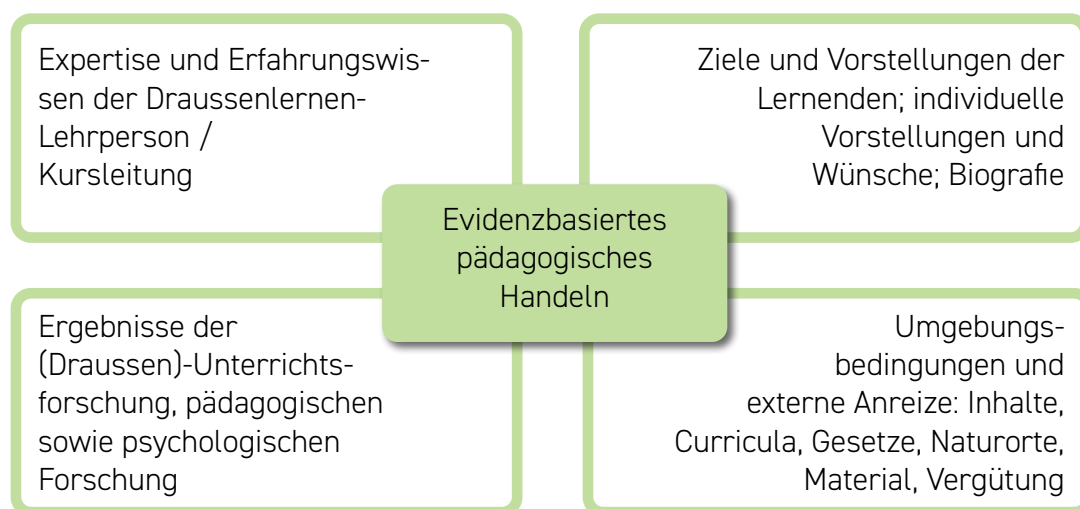 Expertise und Erfahrungswis-
sen der Draussenlernen-
Lehrperson /
Kursleitung
Ziele und Vorstellungen der
Lernenden; individuelle
Vorstellungen und
Wünsche; Biografie
Evidenzbasiertes
pädagogisches
Handeln
Ergebnisse der
(Draussen)-Unterrichts-
forschung, pädagogischen
sowie psychologischen
Forschung
Umgebungs-
bedingungen und
externe Anreize: Inhalte,
Curricula, Gesetze, Naturorte,
Material, Vergütung